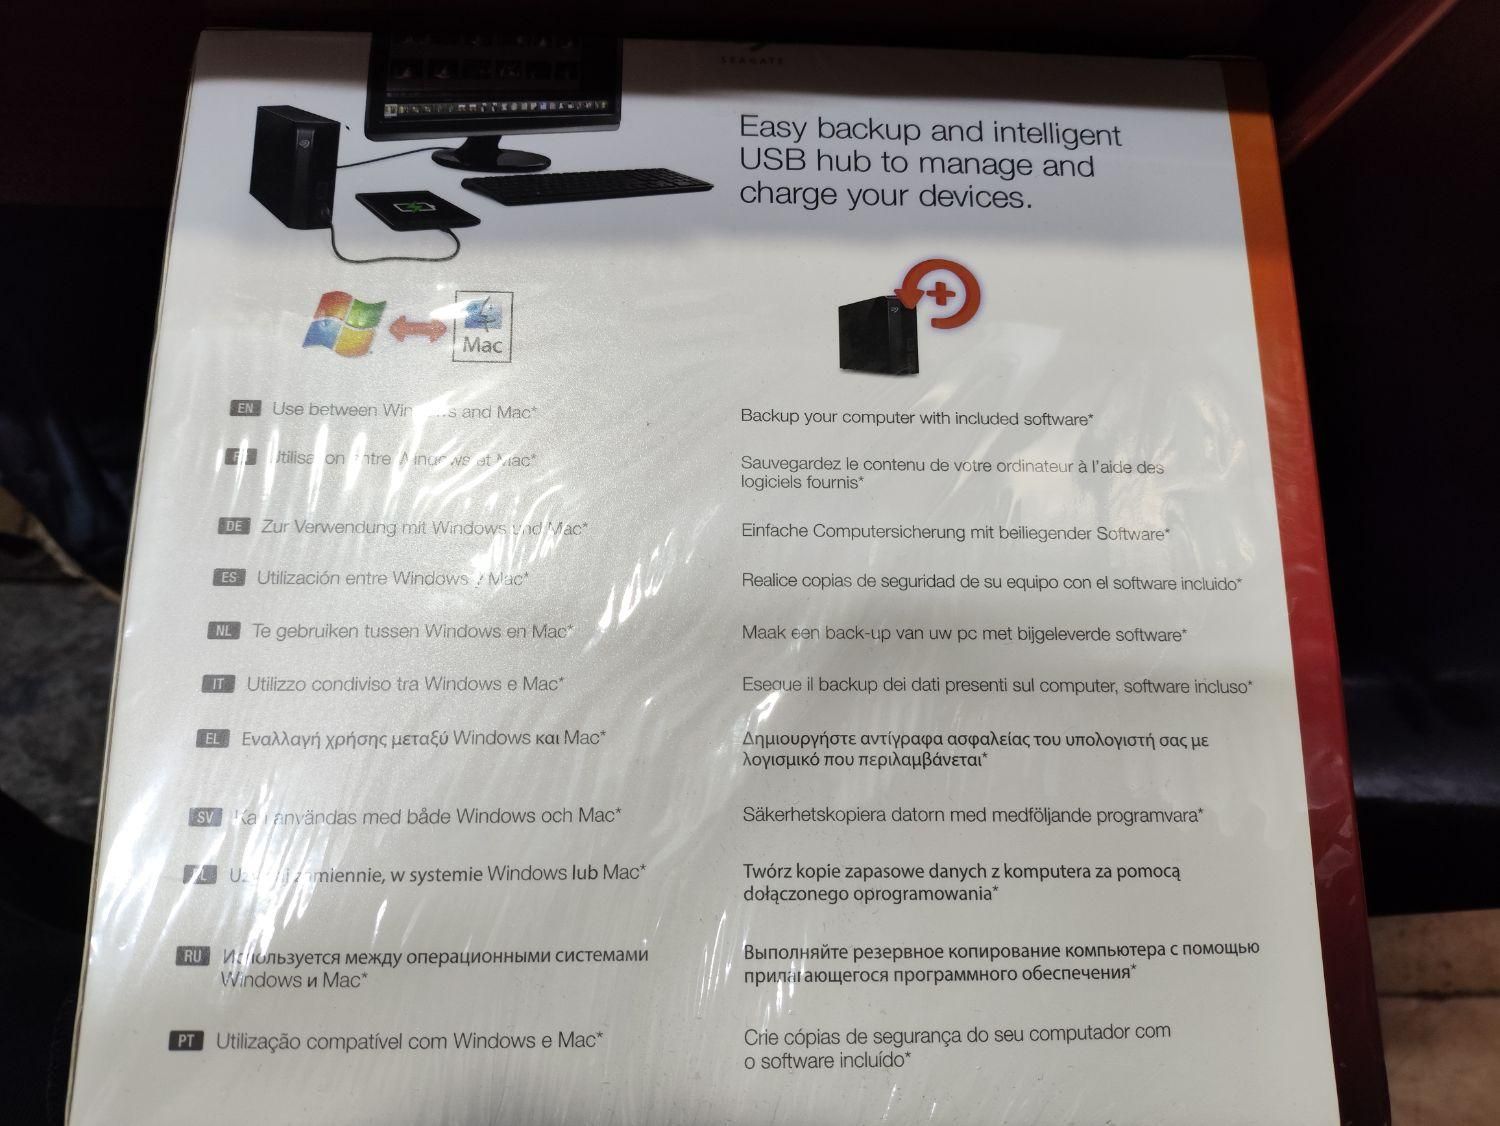 SEAGATE
Easy backup and intelligent
USB hub to manage and
charge your devices.
Mac
EN Use between and Mac*
Mac*
DE Zur Verwendung mit Windows und Mac*
ES Utilización entre Windows y Mac*
NL Te gebruiken tussen Windows en Mac*
IT Utilizzo condiviso tra Windows e Mac*
EL Εναλλαγή χρήσης μεταξύ Windows και Mac*
SV Kan användas med både Windows och Mac*
zamiennie, w systemie Windows lub Mac*
RU Используется между операционными системами
Windows и Mac*
PT Utilização compatível com Windows e Mac*
Backup your computer with included software*
Sauvegardez le contenu de votre ordinateur à l'aide des
logiciels fournis*
Einfache Computersicherung mit beiliegender Software*
Realice copias de seguridad de su equipo con el software incluido*
Maak een back-up van uw pc met bijgeleverde software*
Esegue il backup dei dati presenti sul computer, software incluso*
Δημιουργήστε αντίγραφα ασφαλείας του υπολογιστή σας με
λογισμικό που περιλαμβάνεται*
Säkerhetskopiera datorn med medföljande programvara*
Twórz kopie zapasowe danych z komputera za pomocą
dołączonego oprogramowania*
Выполняйте резервное копирование компьютера с помощью
прилагающегося программного обеспечения*
Crie cópias de segurança do seu computador com
o software incluído*